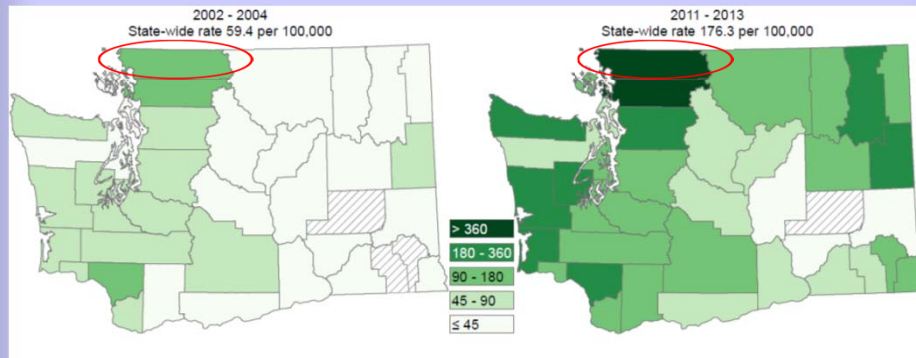 2002 - 2004
State-wide rate 59.4 per 100,000
2011 - 2013
State-wide rate 176.3 per 100,000
> 360
180 - 360
90 - 180
45 - 90
≤ 45